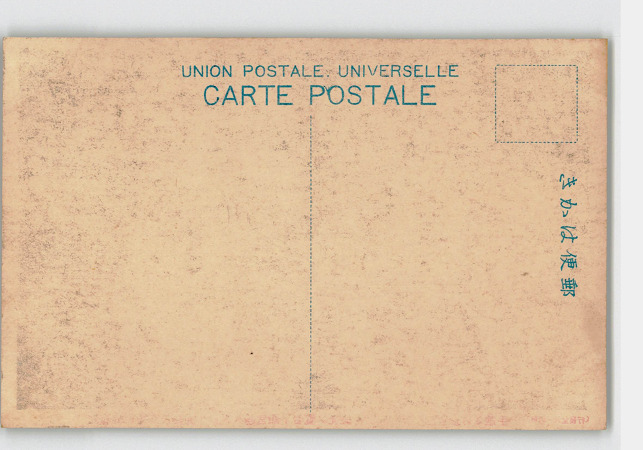 UNION POSTALE UNIVERSELLE
CARTE POSTALE
きかは便郵